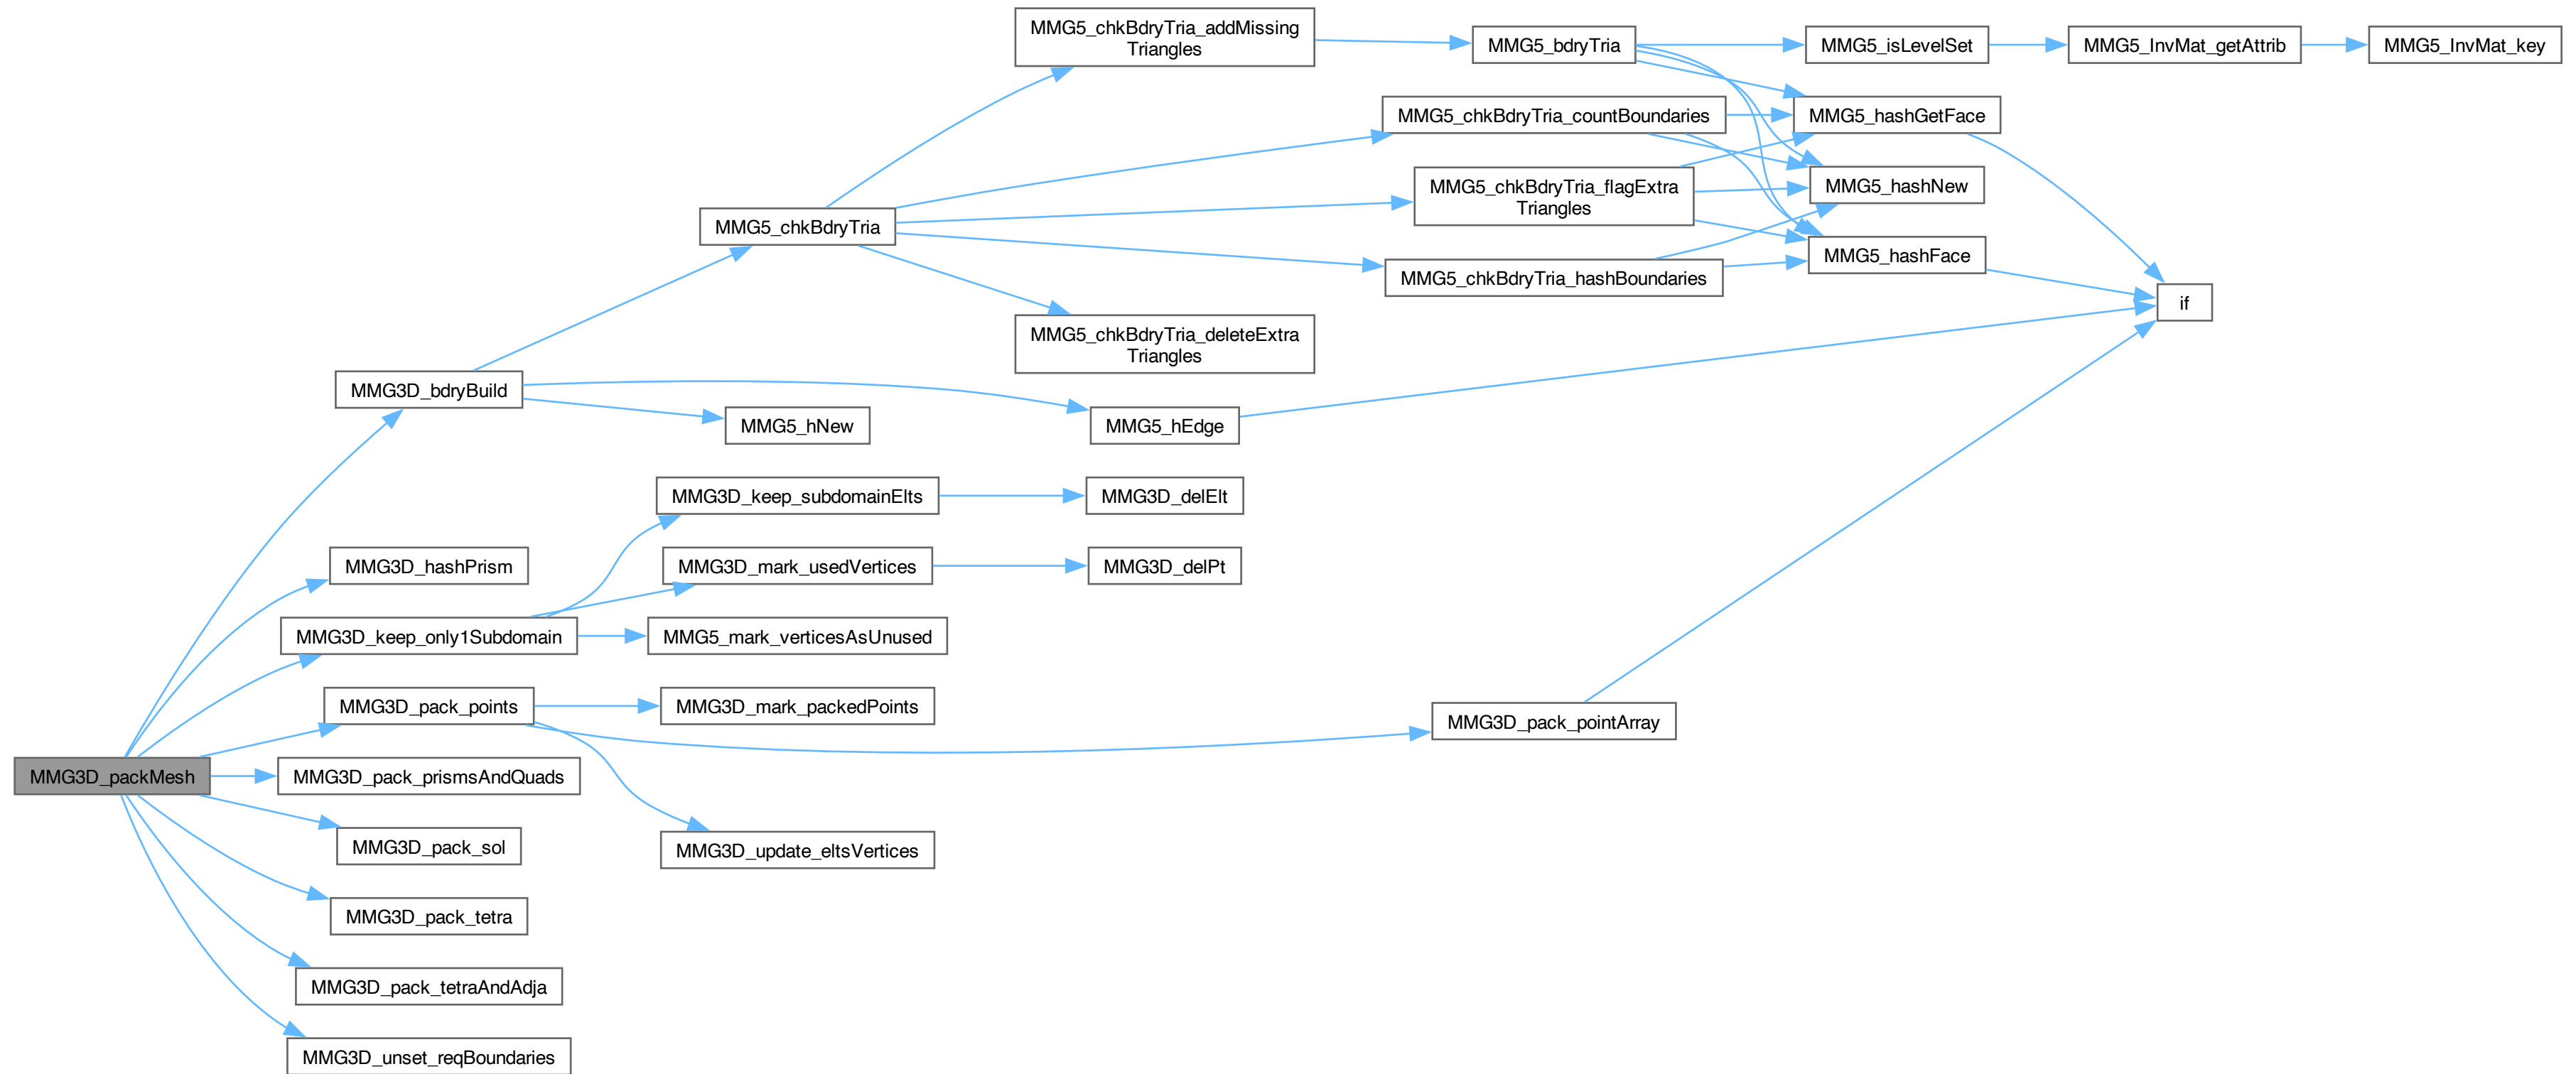 MMG5_chkBdryTria_addMissing
Triangles
MMG5_bdryTria
MMG5_isLevelSet
MMG5_InvMat_getAttrib
MMG5_InvMat_key
MMG5_chkBdryTria_countBoundaries
MMG5_hashGetFace
MMG5_chkBdryTria_flagExtra
Triangles
MMG5_hashNew
MMG5_chkBdryTria
MMG5_hashFace
MMG5_chkBdryTria_hashBoundaries
if
MMG5_chkBdryTria_deleteExtra
Triangles
MMG3D_bdryBuild
MMG5_hNew
MMG5_hEdge
MMG3D_keep_subdomainElts
MMG3D_delElt
MMG3D_hashPrism
MMG3D_mark_usedVertices
MMG3D_delPt
MMG3D_keep_only1Subdomain
MMG5_mark_verticesAsUnused
MMG3D_pack_points
MMG3D_mark_packedPoints
MMG3D_pack_pointArray
MMG3D_packMesh
MMG3D_pack_prismsAndQuads
MMG3D_pack_sol
MMG3D_update_eltsVertices
MMG3D_pack_tetra
MMG3D_pack_tetraAndAdja
MMG3D_unset_reqBoundaries